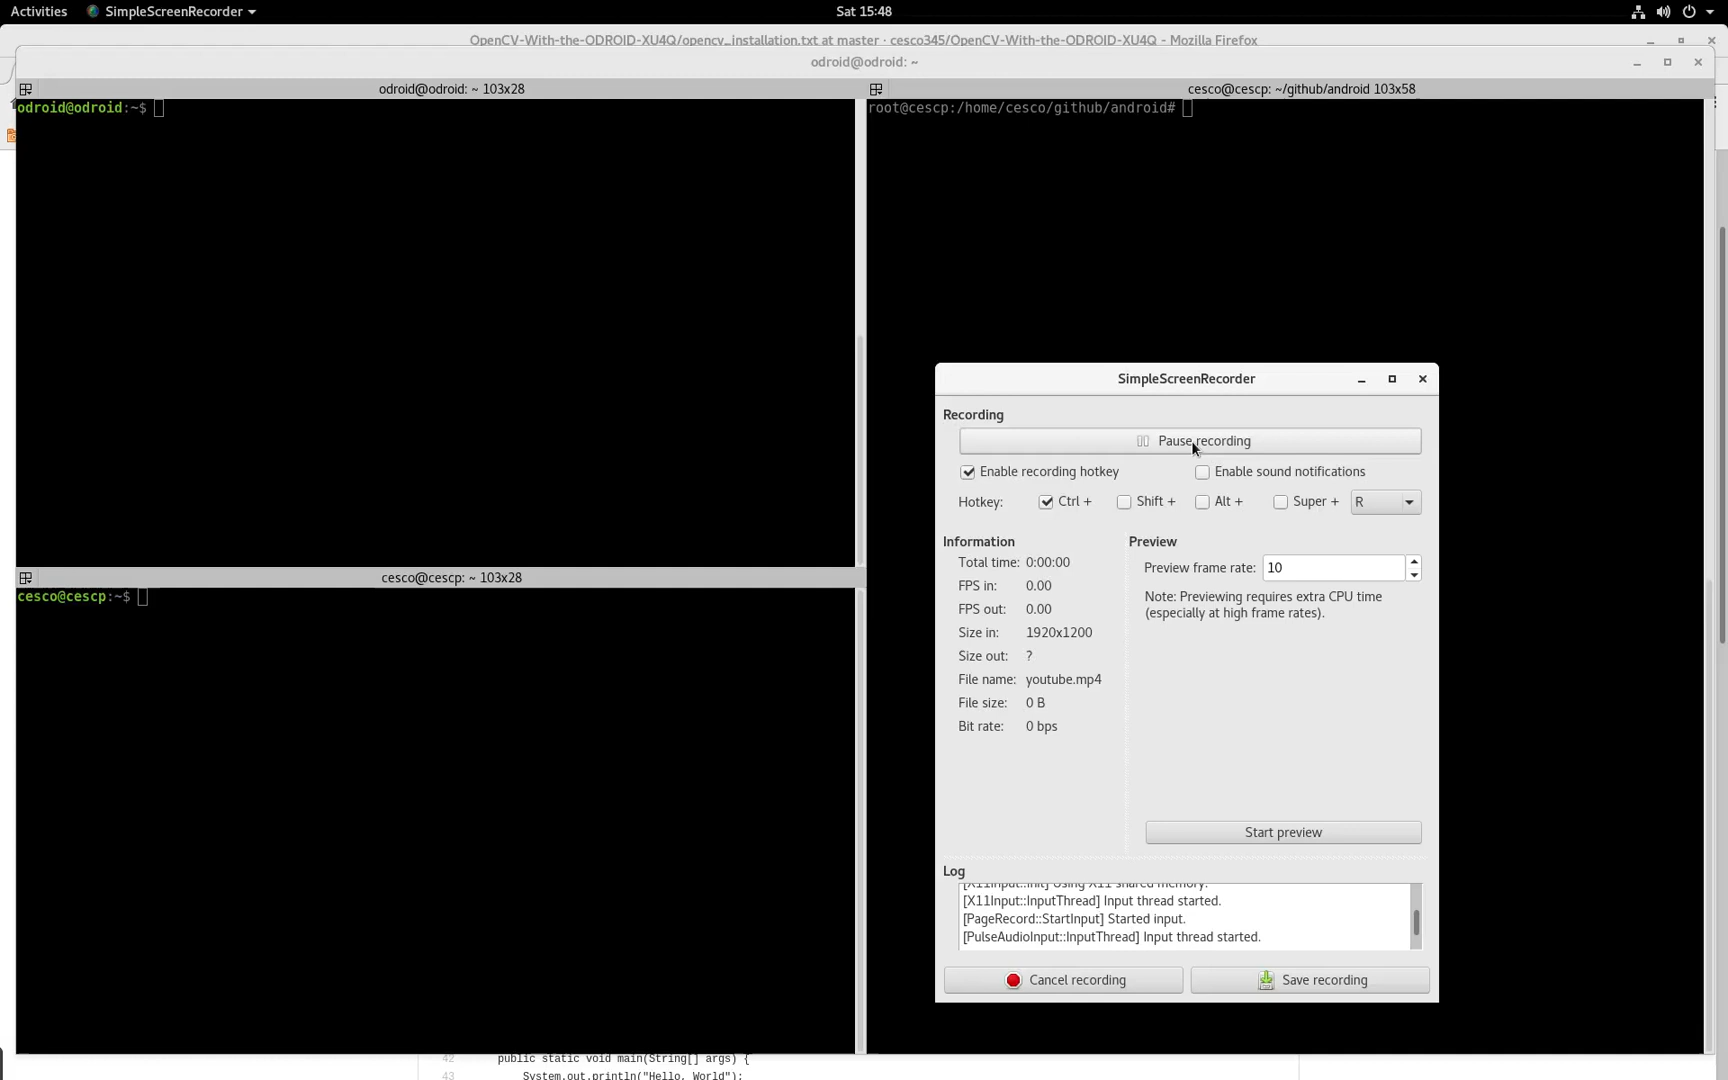 Activities SimpleScreenRecorder Sat 15:48
OpenCV-With-the-ODROID-XU4Q/opencv_installation.txt at master · cesco345/OpenCV-With-the-ODROID-XU4Q - Mozilla Firefox
odroid@odroid: ~
odroid@odroid: ~ 103x28
odroid@odroid:~$
cesco@cescp: ~/github/android 103x58
root@cescp:/home/cesco/github/android#
cesco@cescp: ~ 103x28
cesco@cescp:~$
SimpleScreenRecorder
Recording
Pause recording
Enable recording hotkey Enable sound notifications
Hotkey: Ctrl + Shift + Alt + Super + R
Information
Total time: 0:00:00
FPS in: 0.00
FPS out: 0.00
Size in: 1920x1200
Size out: ?
File name: youtube.mp4
File size: 0 B
Bit rate: 0 bps
Preview
Preview frame rate: 10
Note: Previewing requires extra CPU time
(especially at high frame rates).
Start preview
Log
[X11Input::Init] Using X11 shared memory.
[X11Input::InputThread] Input thread started.
[PageRecord::StartInput] Started input.
[PulseAudioInput::InputThread] Input thread started.
Cancel recording Save recording
42 public static void main(String[] args) {
43 System.out.println("Hello, World");